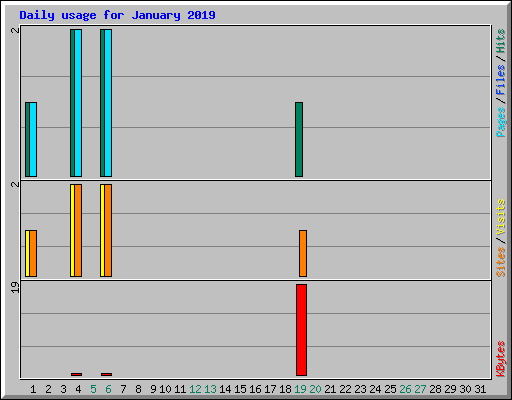 Daily usage for January 2019
2
Pages/Files/Hits
2
Sites/Visits
19
KBytes
1 2 3 4 5 6 7 8 9 10 11 12 13 14 15 16 17 18 19 20 21 22 23 24 25 26 27 28 29 30 31